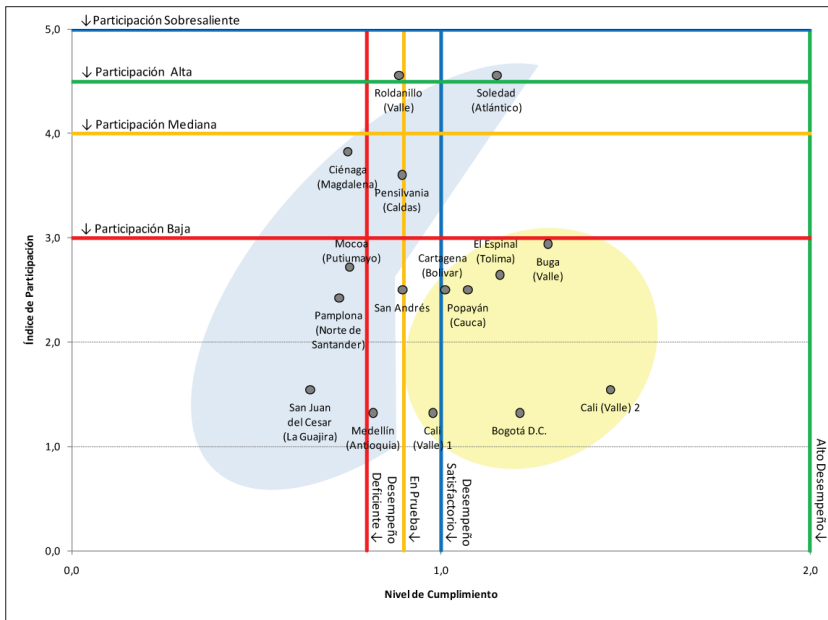 ↓Participación Sobresaliente
5,0
↓ Participación Alta
Roldanillo
(Valle)
Soledad
(Atlántico)
↓ Participación Mediana
4,0
Ciénaga
(Magdalena)
Pensilvania
(Caldas)
↓ Participación Baja
3,0
Mocoa
(Putiumayo)
Cartagena
(Bolívar)
El Espinal
(Tolima)
Buga
(Valle)
San Andrés
Popayán
(Cauca)
Pamplona
(Norte de
Santander)
2,0
San Juan
del Cesar
(La Guajira)
Medellín
(Antioquia)
Cali
(Valle) 1
Bogotá D.C.
Cali (Valle) 2
1,0
Desempeño
Deficiente ↓
En Prueba↓
Desempeño
Satisfactorio ↓
Alto Desempeño↓
0,0
0,0
1,0
2,0
Índice de Participación
Nivel de Cumplimiento